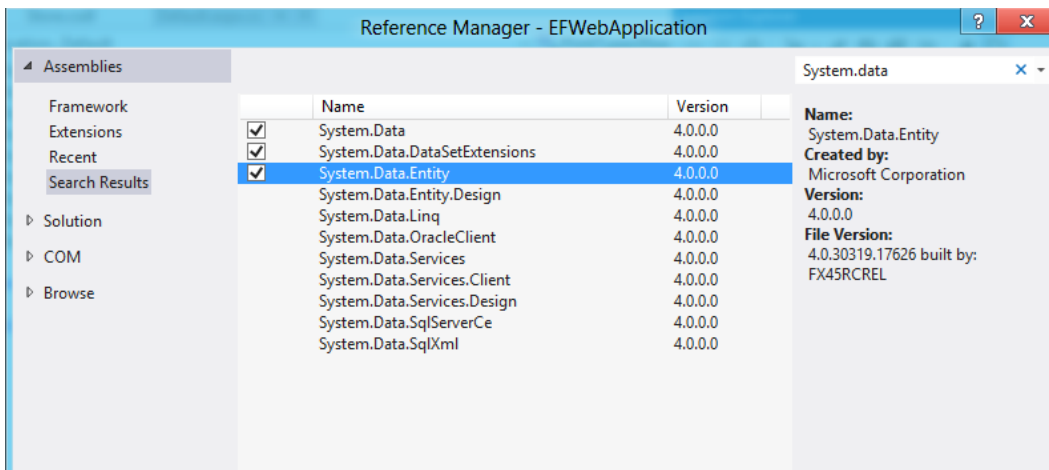 Reference Manager - EFWebApplication
?
x
Assemblies
Framework
Extensions
Recent
Search Results
Solution
COM
Browse
Name Version
System.Data 4.0.0.0
System.Data.DataSetExtensions 4.0.0.0
System.Data.Entity 4.0.0.0
System.Data.Entity.Design 4.0.0.0
System.Data.Linq 4.0.0.0
System.Data.OracleClient 4.0.0.0
System.Data.Services 4.0.0.0
System.Data.Services.Client 4.0.0.0
System.Data.Services.Design 4.0.0.0
System.Data.SqlServerCe 4.0.0.0
System.Data.SqlXml 4.0.0.0
System.data
Name:
System.Data.Entity
Created by:
Microsoft Corporation
Version:
4.0.0.0
File Version:
4.0.30319.17626 built by:
FX45RCREL